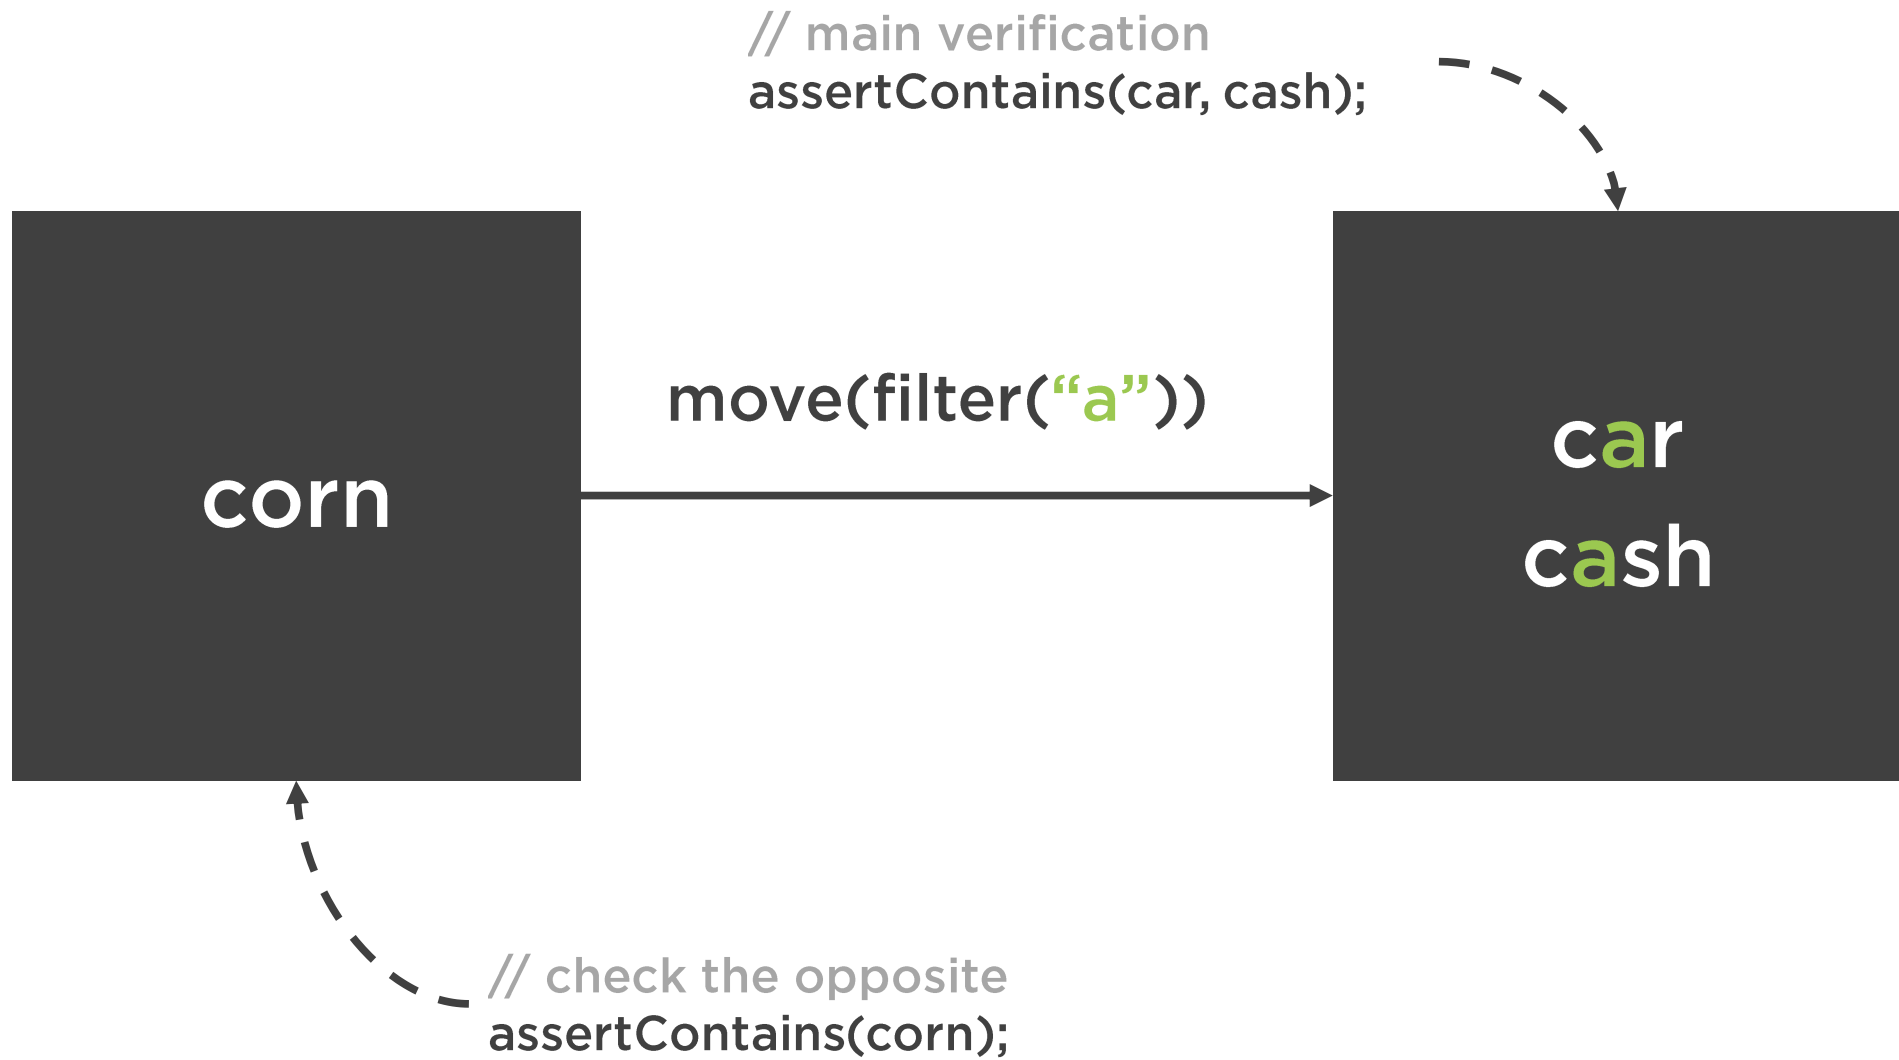 // main verification
assertContains(car, cash);
move(filter(“a”))
corn
car
cash
// check the opposite
assertContains(corn);